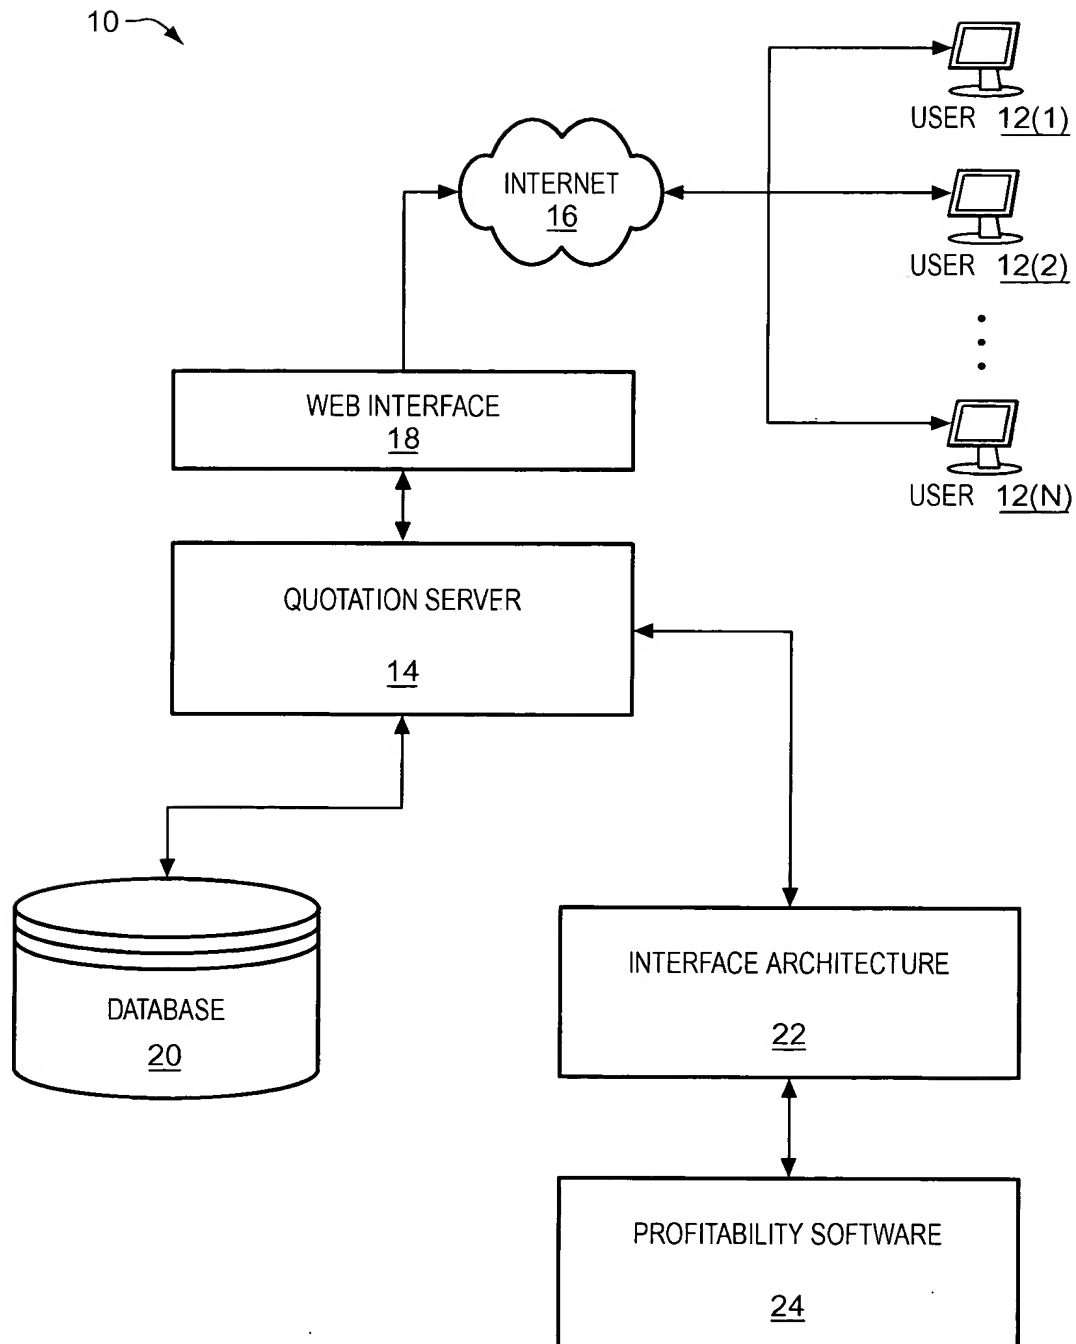 10
USER 12(1)
INTERNET
16
USER 12(2)
WEB INTERFACE
18
USER 12(N)
QUOTATION SERVER
14
INTERFACE ARCHITECTURE
22
DATABASE
20
PROFITABILITY SOFTWARE
24